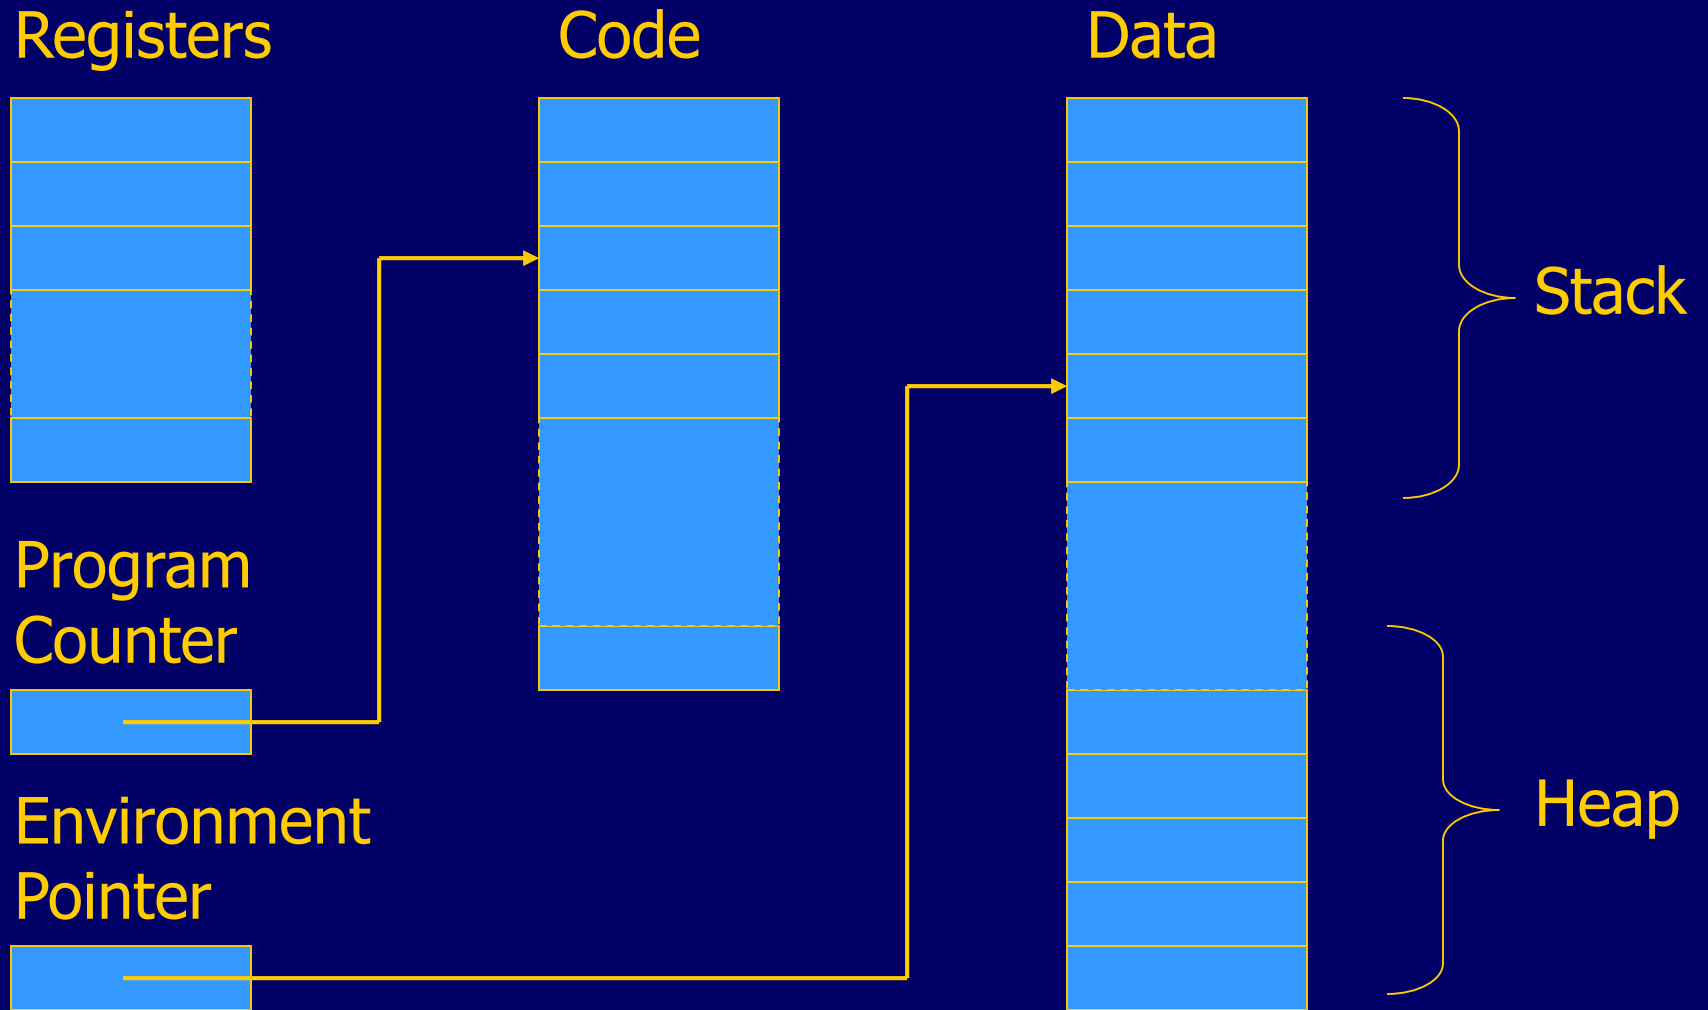 Registers
Code
Data
Stack
Program
Counter
Environment
Pointer
Heap